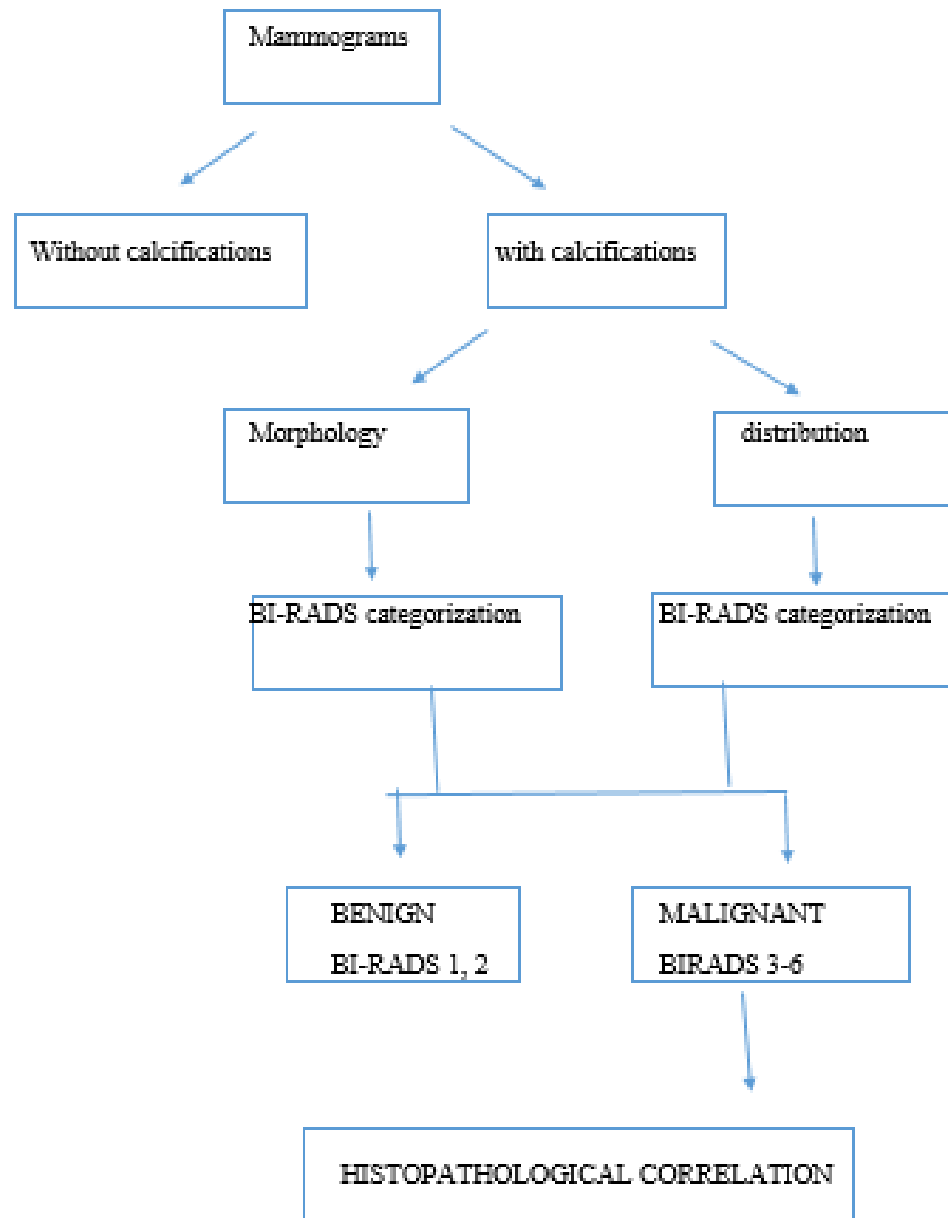 Mammograms
Without calcifications
with calcifications
Morphology
distribution
BI-RADS categorization
BI-RADS categorization
BENIGN
BI-RADS 1, 2
MALIGNANT
BIRADS 3-6
HISTOPATHOLOGICAL CORRELATION